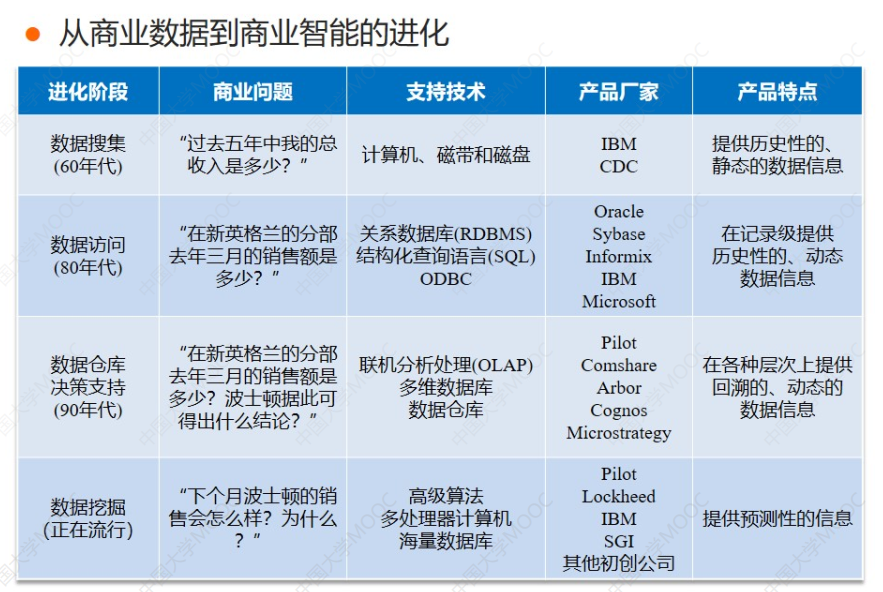 从商业数据到商业智能的进化
进化阶段 商业问题 支持技术 产品厂家 产品特点
数据搜集
(60年代)
“过去五年中我的总
收入是多少？”
计算机、磁带和磁盘
IBM
CDC
提供历史性的、
静态的数据信息
数据访问
(80年代)
“在新英格兰的分部
去年三月的销售额是
多少？”
关系数据库(RDBMS)
结构化查询语言(SQL)
ODBC
Oracle
Sybase
Informix
IBM
Microsoft
在记录级提供
历史性的、动态
数据信息
数据仓库
决策支持
(90年代)
“在新英格兰的分部
去年三月的销售额是
多少？波士顿据此可
得出什么结论？”
联机分析处理(OLAP)
多维数据库
数据仓库
Pilot
Comshare
Arbor
Cognos
Microstrategy
在各种层次上提供
回溯的、动态的
数据信息
数据挖掘
(正在流行)
“下个月波士顿的销
售会怎么样？为什么
？”
高级算法
多处理器计算机
海量数据库
Pilot
Lockheed
IBM
SGI
其他初创公司
提供预测性的信息
中国大学MOOC